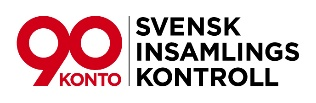 90
KONTO
SVENSK
INSAMLINGS
KONTROLL